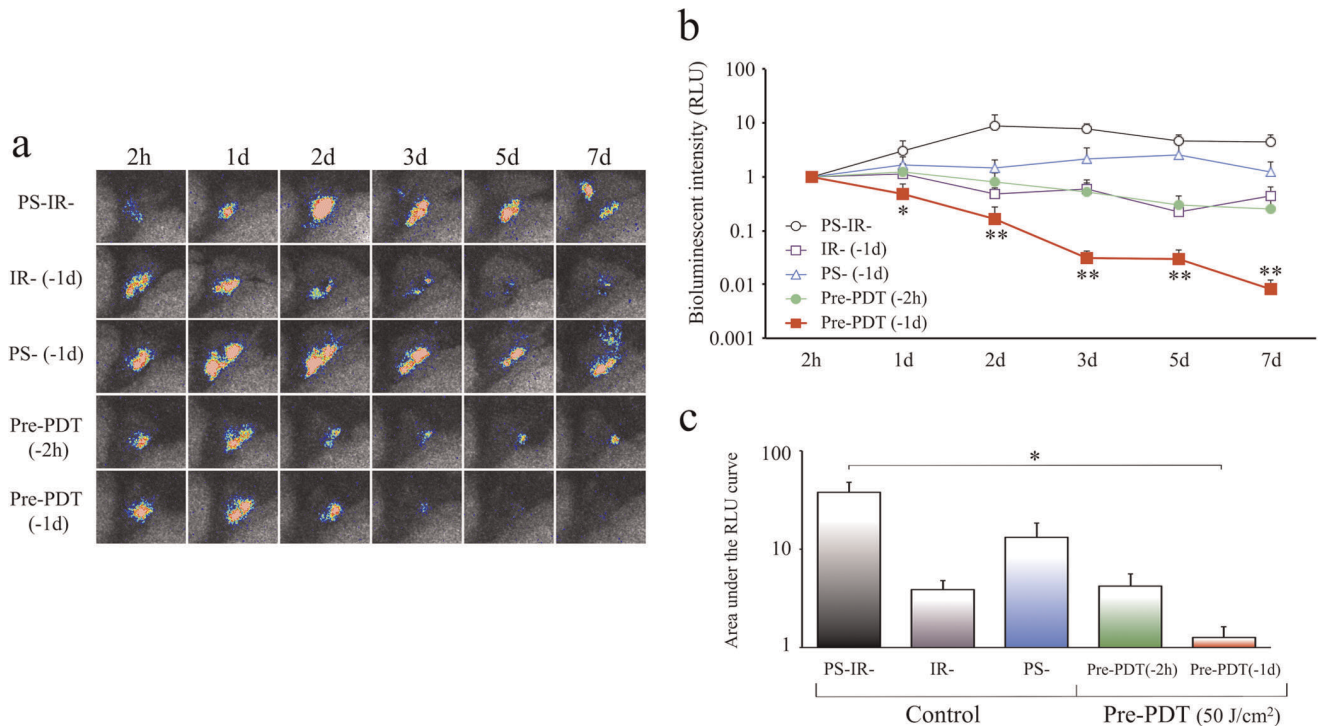 a
2h 1d 2d 3d 5d 7d
PS-IR-
IR- (-1d)
PS- (-1d)
Pre-PDT
(-2h)
Pre-PDT
(-1d)
b
Bioluminescent intensity (RLU)
100
10
1
0.1
0.01
0.001
PS-IR-
IR- (-1d)
PS- (-1d)
Pre-PDT (-2h)
Pre-PDT (-1d)
* ** ** ** **
2h 1d 2d 3d 5d 7d
c
Area under the RLU curve
100
10
1
*
PS-IR- IR- PS- Pre-PDT(-2h) Pre-PDT(-1d)
Control Pre-PDT (50 J/cm²)